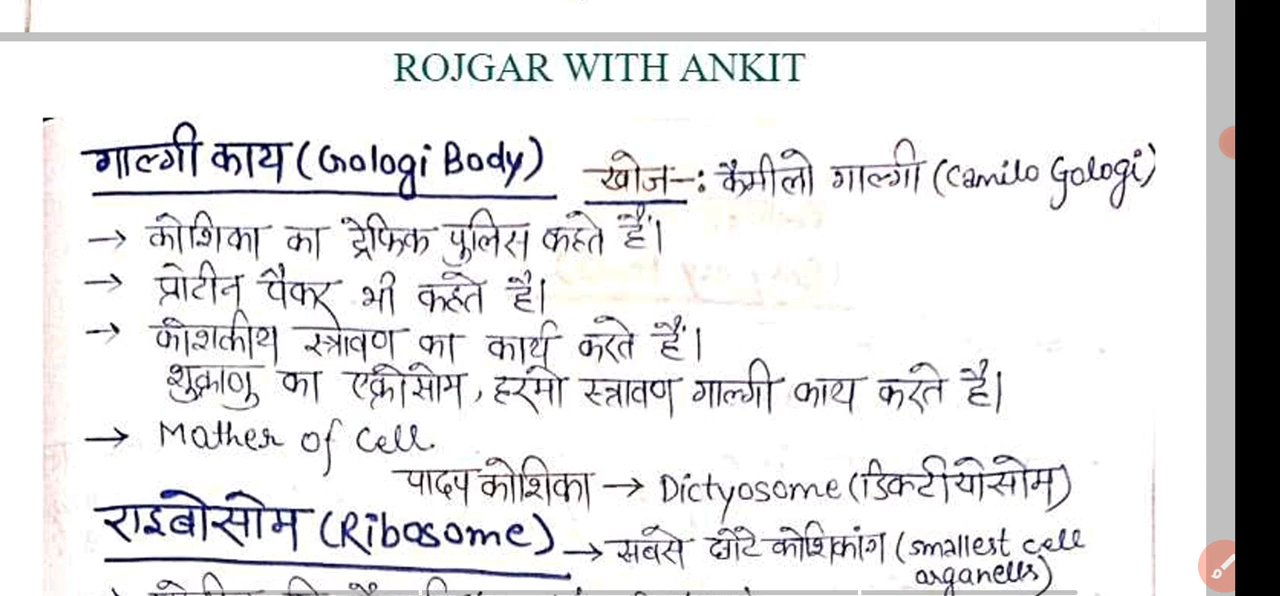 ROJGAR WITH ANKIT
गाल्गी काय (Gologi Body) खोज-: कैमीलो गाल्गी (Camilo Gologi)
→ कोशिका का ट्रेफिक पुलिस कहते हैं।
→ प्रोटीन पैकर भी कहते है।
→ कोशकीय स्त्रावण का कार्य करते हैं।
शुक्राणु का एक्रोसोम, हरमो स्त्रावण गाल्गी काय करते है।
→ Mother of cell.
पादप कोशिका → Dictyosome (डिक्टीयोसोम)
राइबोसोम (Ribosome) → सबसे छोटे कोशिकांग (smallest cell
organells)